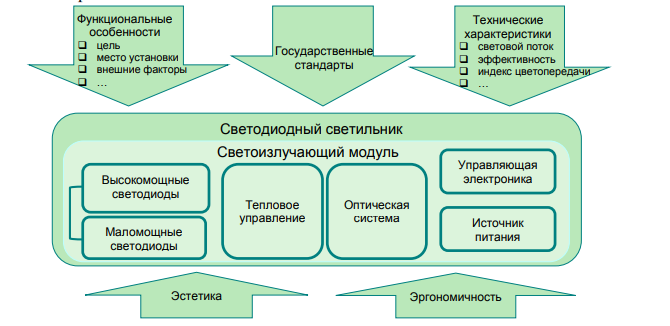 Функциональные
особенности
❑ цель
❑ место установки
❑ внешние факторы
❑ …
Государственные
стандарты
Технические
характеристики
❑ световой поток
❑ эффективность
❑ индекс цветопередачи
❑ …
Светодиодный светильник
Светоизлучающий модуль
Высокомощные
светодиоды
Маломощные
светодиоды
Тепловое
управление
Оптическая
система
Управляющая
электроника
Источник
питания
Эстетика
Эргономичность